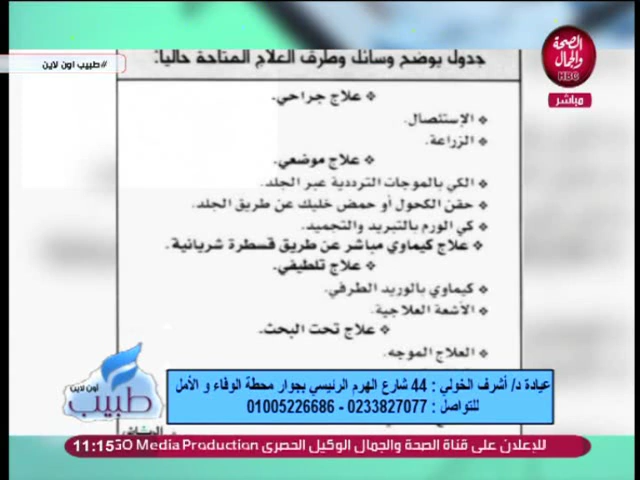 جدول يوضح وسائل وطرق العلاج المتاحة حاليا:
#طبيب اون لاين
الصحة
والجمال
HBC
مباشر
❖ علاج جراحي.
❖ الإستئصال.
❖ الزراعة.
❖ علاج موضعي.
❖ الكي بالموجات الترددية عبر الجلد.
❖ حقن الكحول أو حمض خليك عن طريق الجلد.
❖ كي الورم بالتبريد والتجميد.
❖ علاج كيماوي مباشر عن طريق قسطرة شريانية.
❖ علاج تلطيفي.
❖ كيماوي بالوريد الطرفي.
❖ الأشعة العلاجية.
❖ علاج تحت البحث.
❖ العلاج الموجه.
أون لاين
طبيب
عيادة د/ أشرف الخولي : 44 شارع الهرم الرئيسي بجوار محطة الوفاء و الأمل
للتواصل : 0233827077 - 01005226686
للإعلان على قناة الصحة والجمال الوكيل الحصرى GO Media Production
11:15